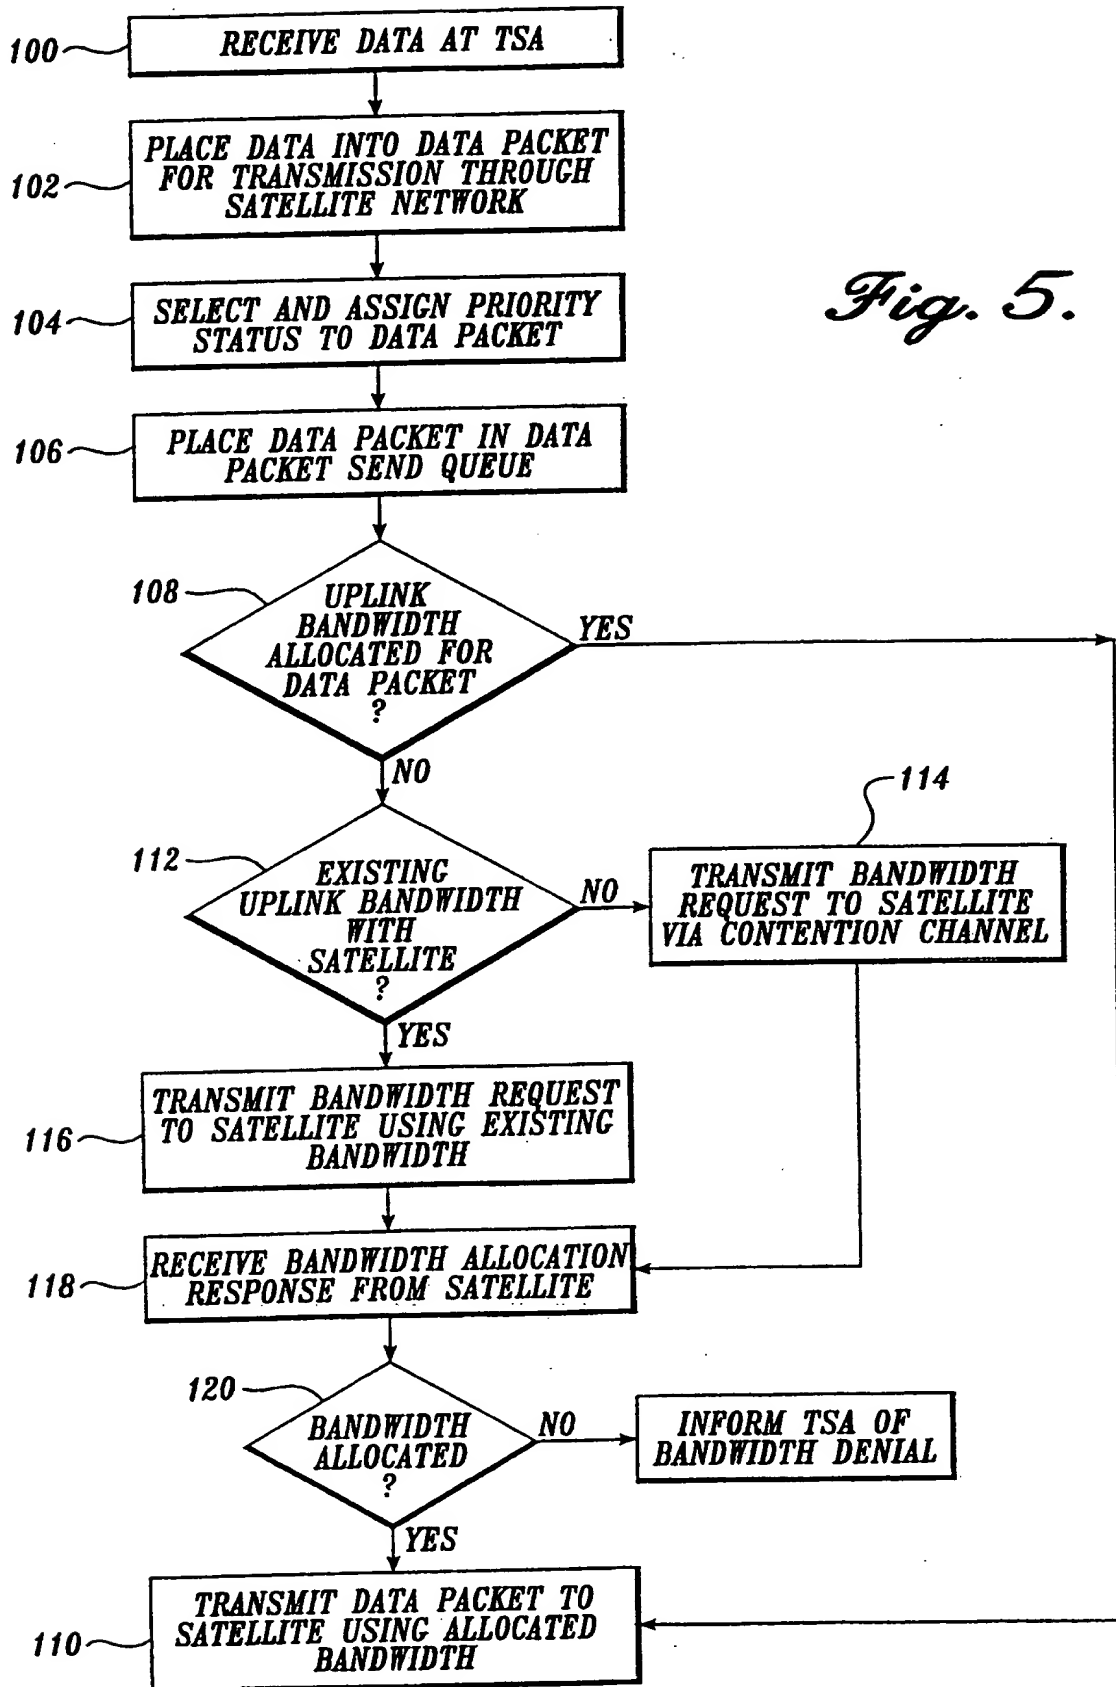 100
RECEIVE DATA AT TSA
102
PLACE DATA INTO DATA PACKET
FOR TRANSMISSION THROUGH
SATELLITE NETWORK
104
SELECT AND ASSIGN PRIORITY
STATUS TO DATA PACKET
Fig. 5.
106
PLACE DATA PACKET IN DATA
PACKET SEND QUEUE
108
UPLINK
BANDWIDTH
ALLOCATED FOR
DATA PACKET
?
YES
NO
112
EXISTING
UPLINK BANDWIDTH
WITH
SATELLITE
?
NO
114
TRANSMIT BANDWIDTH
REQUEST TO SATELLITE
VIA CONTENTION CHANNEL
YES
116
TRANSMIT BANDWIDTH REQUEST
TO SATELLITE USING EXISTING
BANDWIDTH
118
RECEIVE BANDWIDTH ALLOCATION
RESPONSE FROM SATELLITE
120
BANDWIDTH
ALLOCATED
?
NO
INFORM TSA OF
BANDWIDTH DENIAL
YES
110
TRANSMIT DATA PACKET TO
SATELLITE USING ALLOCATED
BANDWIDTH